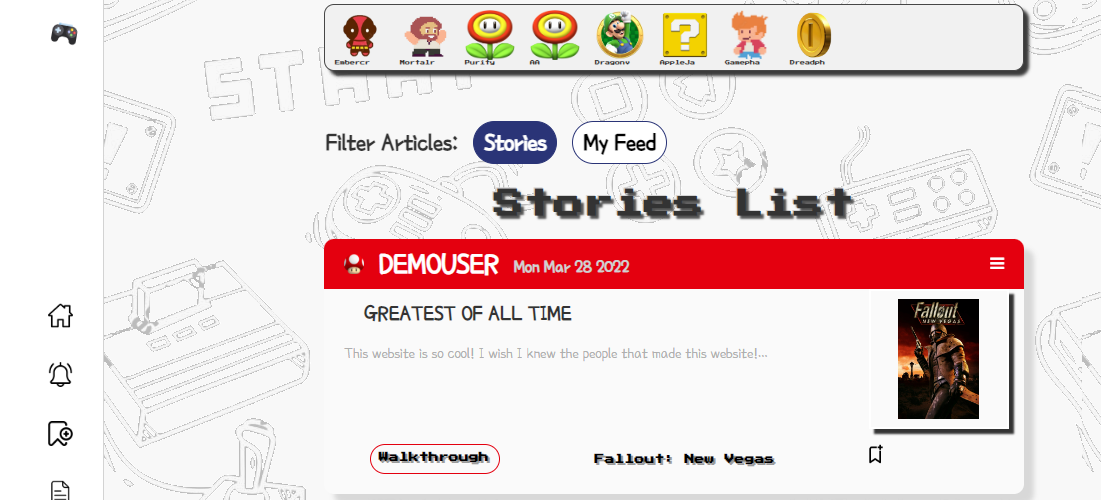 Embercr Mortalr Purify AA Dragonv AppleJa Gamepha Dreadph
START
Filter Articles: Stories My Feed
Stories List
DEMOUSER Mon Mar 28 2022
GREATEST OF ALL TIME
This website is so cool! I wish I knew the people that made this website!...
Fallout
NEW VEGAS
Walkthrough Fallout: New Vegas